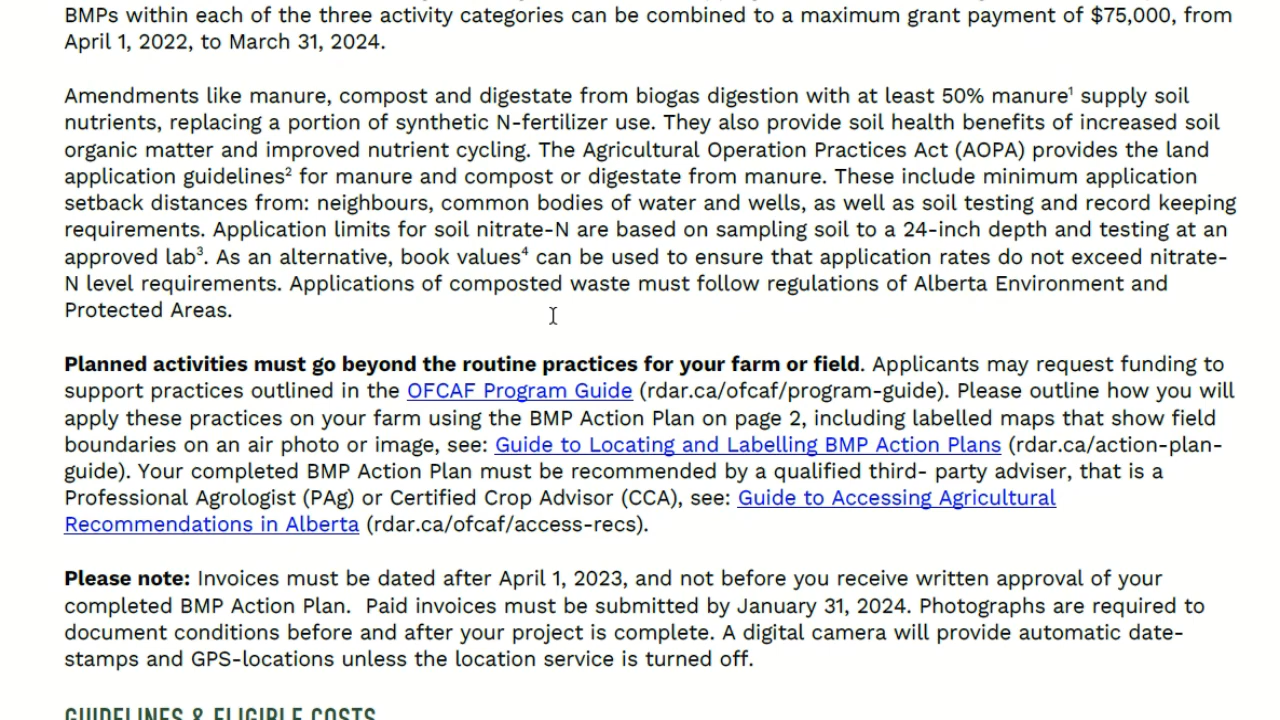 BMPs within each of the three activity categories can be combined to a maximum grant payment of $75,000, from
April 1, 2022, to March 31, 2024.
Amendments like manure, compost and digestate from biogas digestion with at least 50% manure¹ supply soil
nutrients, replacing a portion of synthetic N-fertilizer use. They also provide soil health benefits of increased soil
organic matter and improved nutrient cycling. The Agricultural Operation Practices Act (AOPA) provides the land
application guidelines² for manure and compost or digestate from manure. These include minimum application
setback distances from: neighbours, common bodies of water and wells, as well as soil testing and record keeping
requirements. Application limits for soil nitrate-N are based on sampling soil to a 24-inch depth and testing at an
approved lab³. As an alternative, book values⁴ can be used to ensure that application rates do not exceed nitrate-
N level requirements. Applications of composted waste must follow regulations of Alberta Environment and
Protected Areas.
Planned activities must go beyond the routine practices for your farm or field. Applicants may request funding to
support practices outlined in the OFCAF Program Guide (rdar.ca/ofcaf/program-guide). Please outline how you will
apply these practices on your farm using the BMP Action Plan on page 2, including labelled maps that show field
boundaries on an air photo or image, see: Guide to Locating and Labelling BMP Action Plans (rdar.ca/action-plan-
guide). Your completed BMP Action Plan must be recommended by a qualified third- party adviser, that is a
Professional Agrologist (PAg) or Certified Crop Advisor (CCA), see: Guide to Accessing Agricultural
Recommendations in Alberta (rdar.ca/ofcaf/access-recs).
Please note: Invoices must be dated after April 1, 2023, and not before you receive written approval of your
completed BMP Action Plan.  Paid invoices must be submitted by January 31, 2024. Photographs are required to
document conditions before and after your project is complete. A digital camera will provide automatic date-
stamps and GPS-locations unless the location service is turned off.
GUIDELINES & ELIGIBLE COSTS